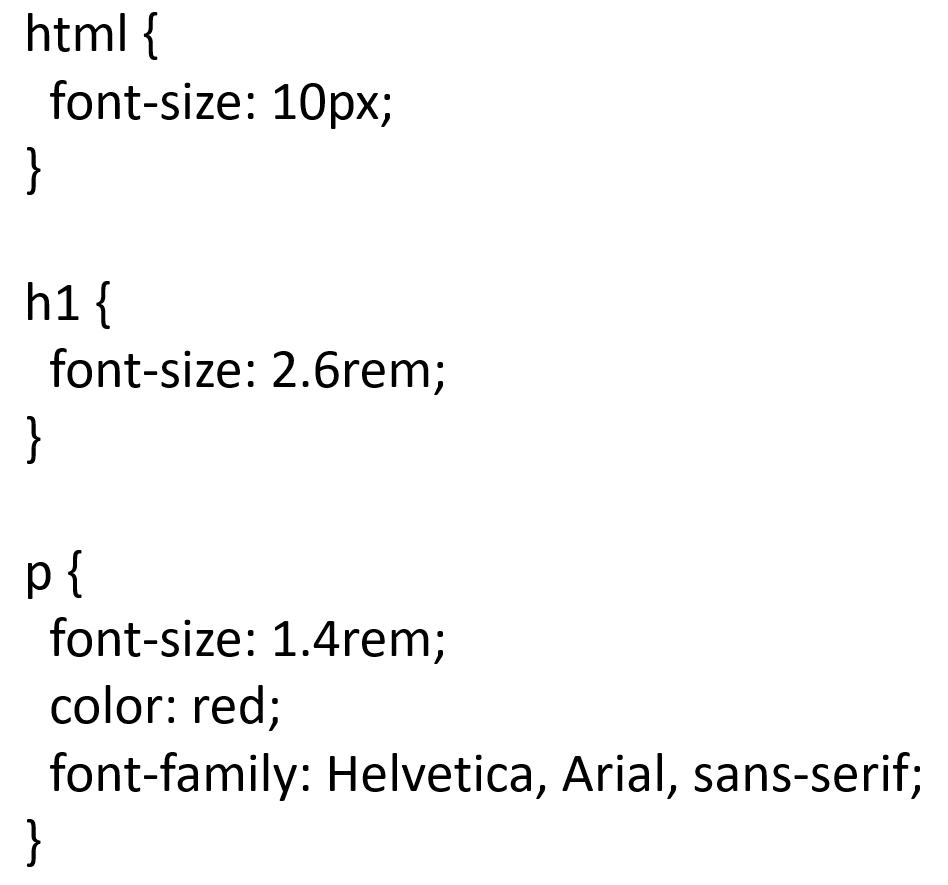 html {
  font-size: 10px;
}

h1 {
  font-size: 2.6rem;
}

p {
  font-size: 1.4rem;
  color: red;
  font-family: Helvetica, Arial, sans-serif;
}